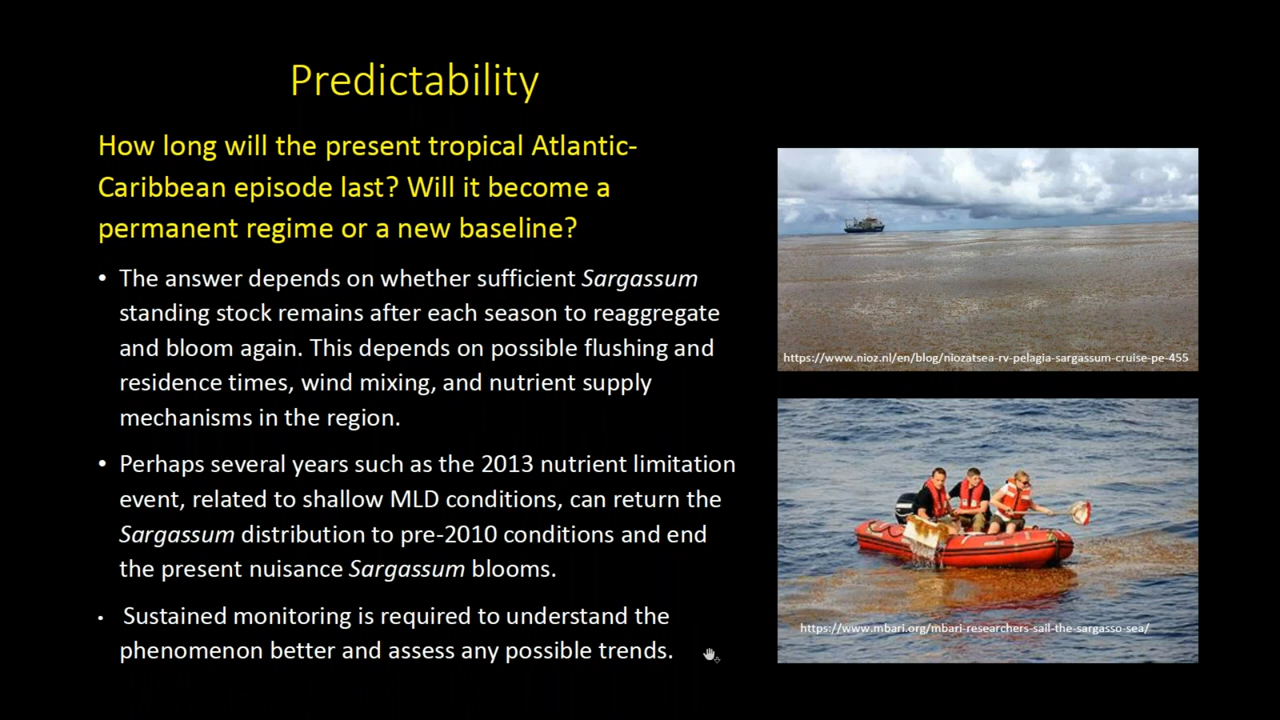 Predictability
How long will the present tropical Atlantic-
Caribbean episode last? Will it become a
permanent regime or a new baseline?
• The answer depends on whether sufficient Sargassum
standing stock remains after each season to reaggregate
and bloom again. This depends on possible flushing and
residence times, wind mixing, and nutrient supply
mechanisms in the region.
• Perhaps several years such as the 2013 nutrient limitation
event, related to shallow MLD conditions, can return the
Sargassum distribution to pre-2010 conditions and end
the present nuisance Sargassum blooms.
• Sustained monitoring is required to understand the
phenomenon better and assess any possible trends.
https://www.nioz.nl/en/blog/niozatsea-rv-pelagia-sargassum-cruise-pe-455
https://www.mbari.org/mbari-researchers-sail-the-sargasso-sea/